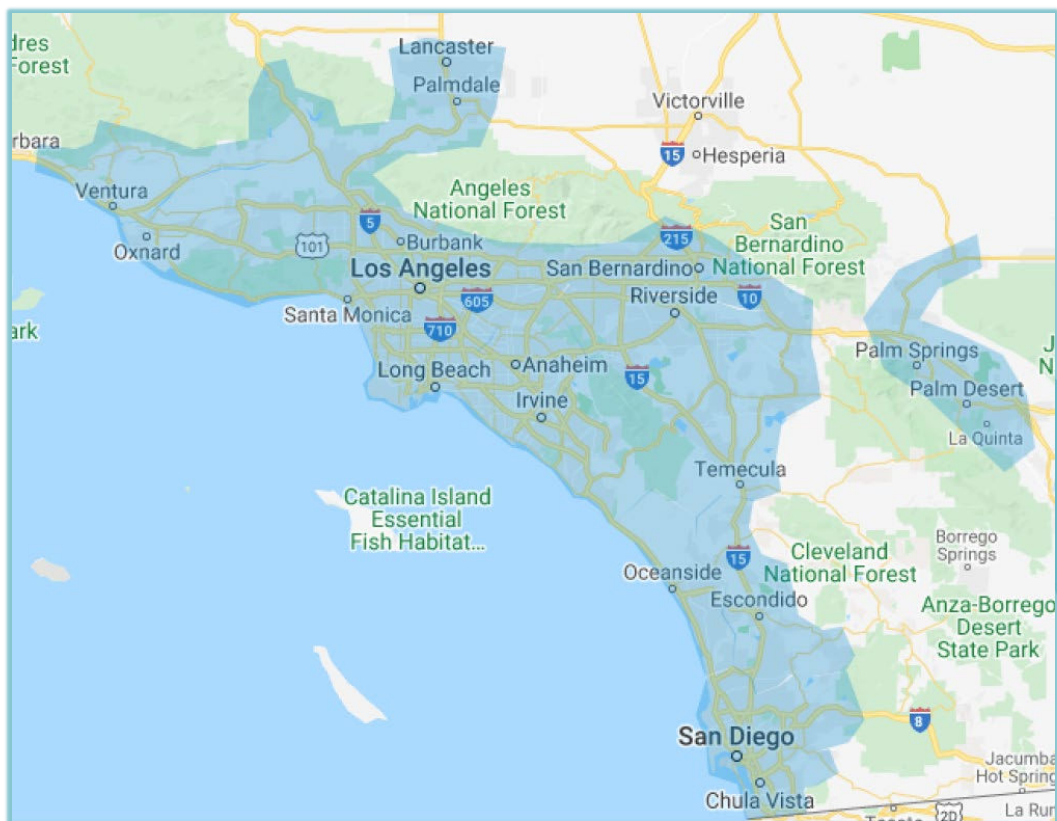 dres
Forest
Lancaster
Palmdale
Victorville
15
Hesperia
rbara
Ventura
Angeles
National Forest
San
Bernardino
National Forest
5
215
101
Burbank
Oxnard
Los Angeles
San Bernardino
Riverside
10
605
Santa Monica
710
ark
Anaheim
Palm Springs
J
N
Long Beach
15
Irvine
Palm Desert
La Quinta
Temecula
Catalina Island
Essential
Fish Habitat...
15
Cleveland
National Forest
Borrego
Springs
Oceanside
Escondido
Anza-Borrego
Desert
State Park
8
San Diego
Jacumba
Hot Spring
Chula Vista
La Rur
2D